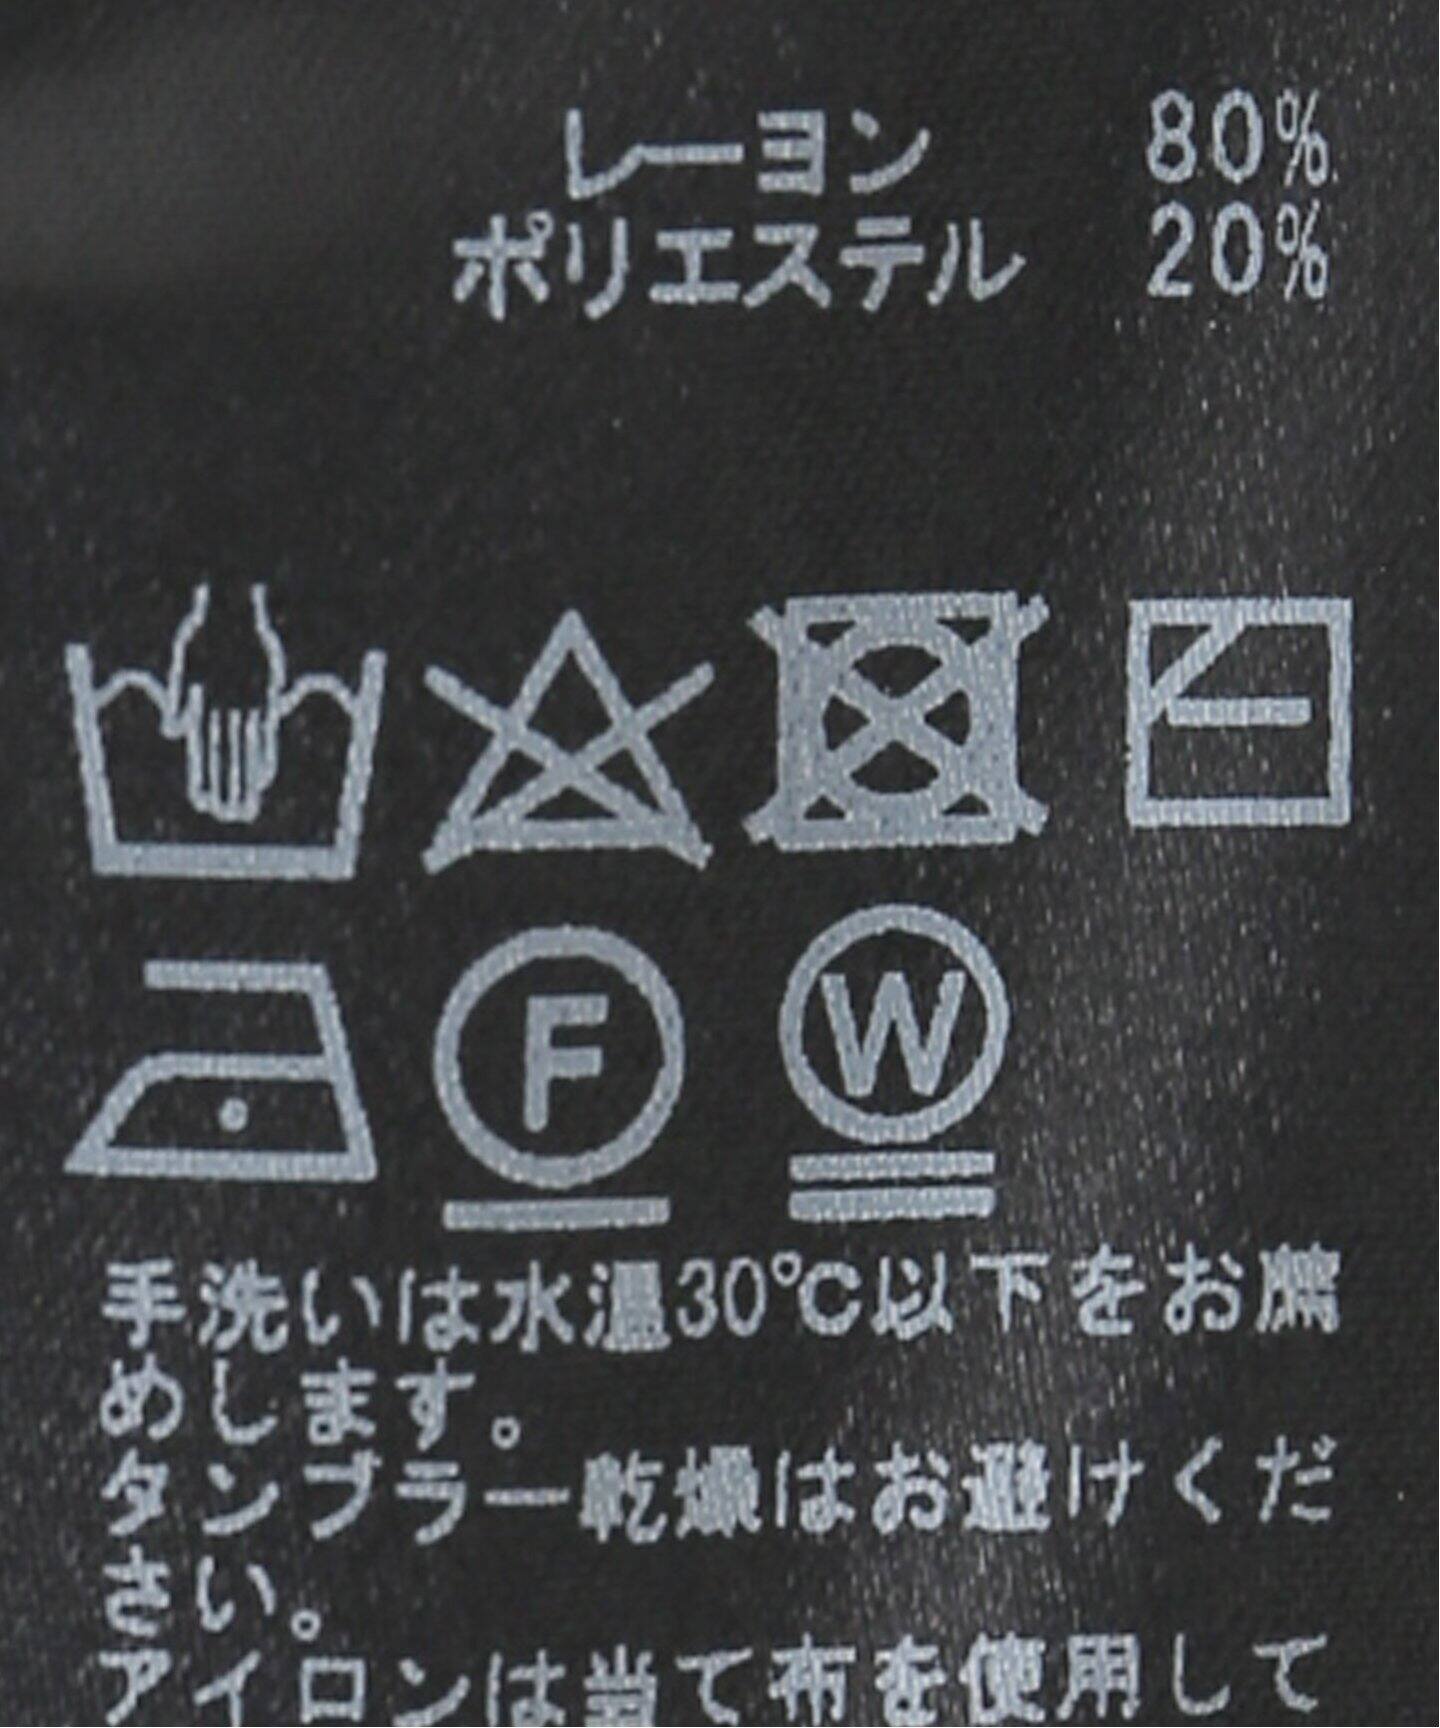 レーヨン 80%
ポリエステル 20%
F
W
手洗いは水温30℃以下をお薦
めします。
タンブラー乾燥はお避けくだ
さい。
アイロンは当て布を使用して